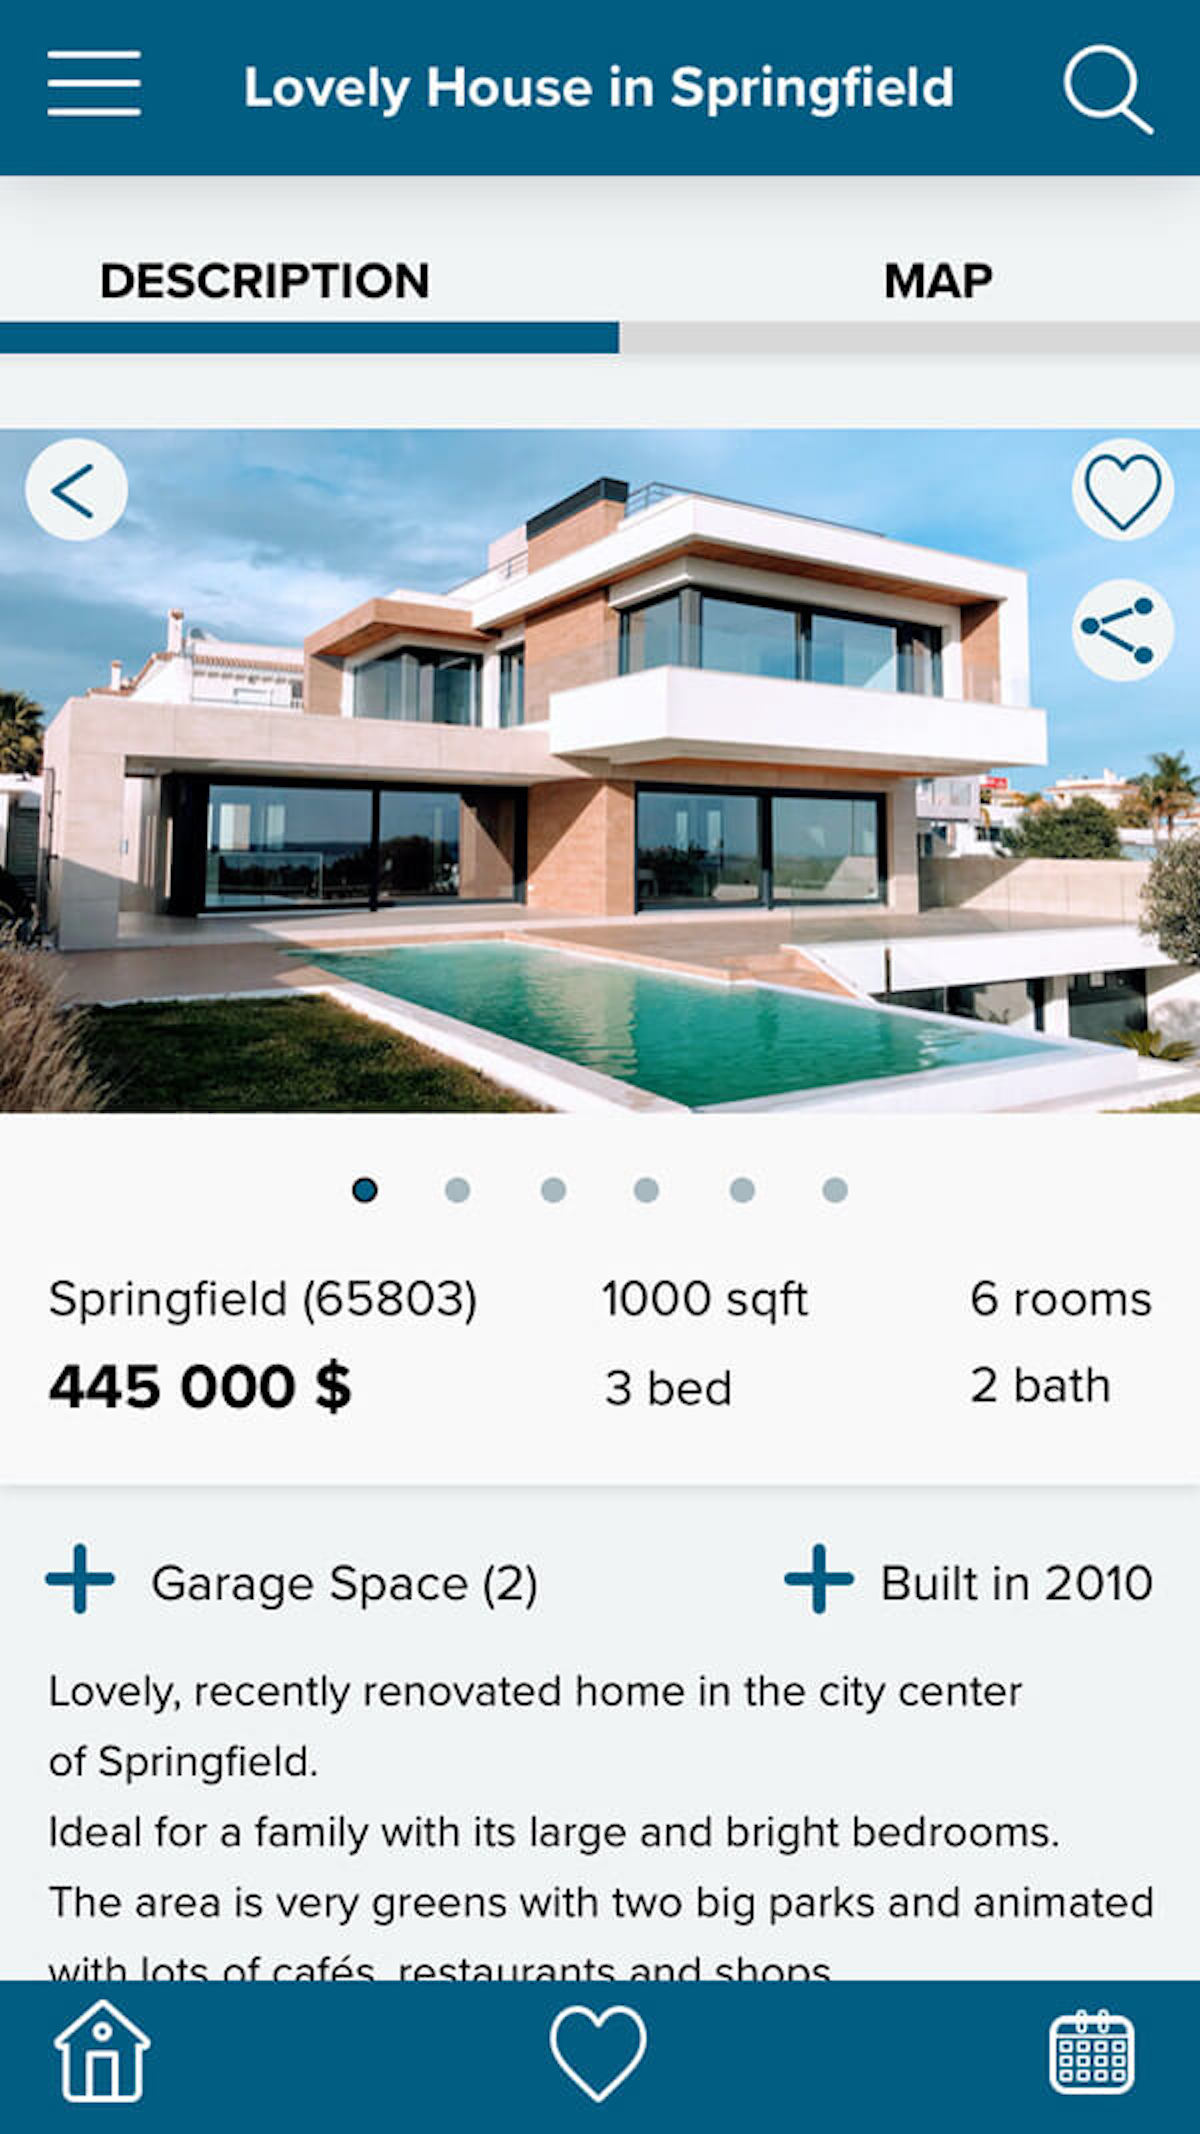 Lovely House in Springfield
DESCRIPTION
MAP
Springfield (65803)
1000 sqft
6 rooms
445 000 $
3 bed
2 bath
Garage Space (2)
Built in 2010
Lovely, recently renovated home in the city center
of Springfield.
Ideal for a family with its large and bright bedrooms.
The area is very greens with two big parks and animated
with lots of cafés, restaurants and shops